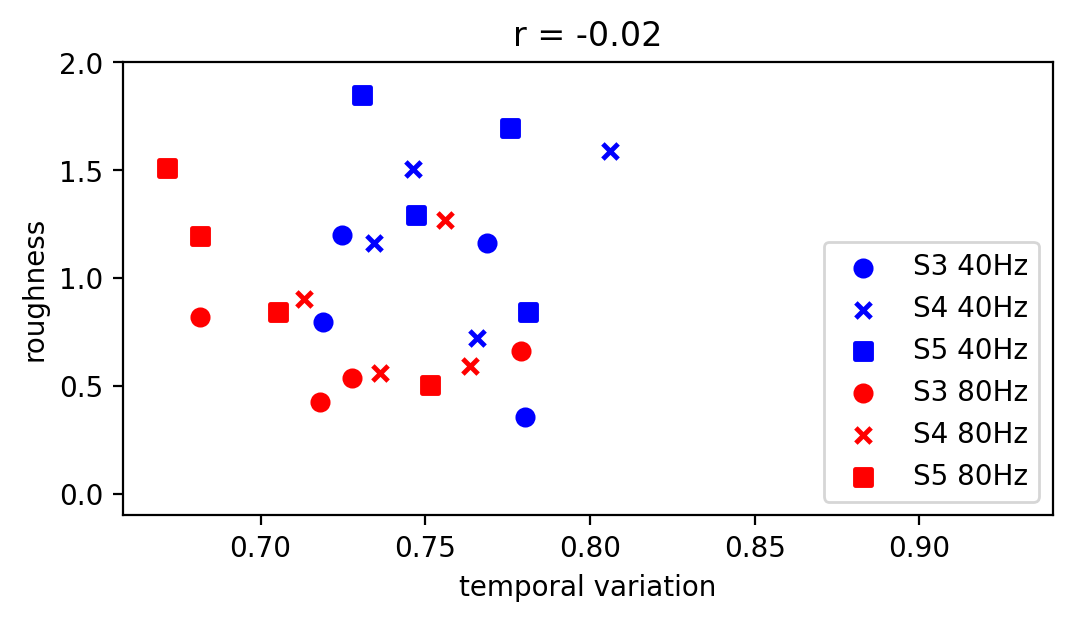 r = -0.02
roughness
2.0
1.5
1.0
0.5
0.0
S3 40Hz
S4 40Hz
S5 40Hz
S3 80Hz
S4 80Hz
S5 80Hz
0.70 0.75 0.80 0.85 0.90
temporal variation